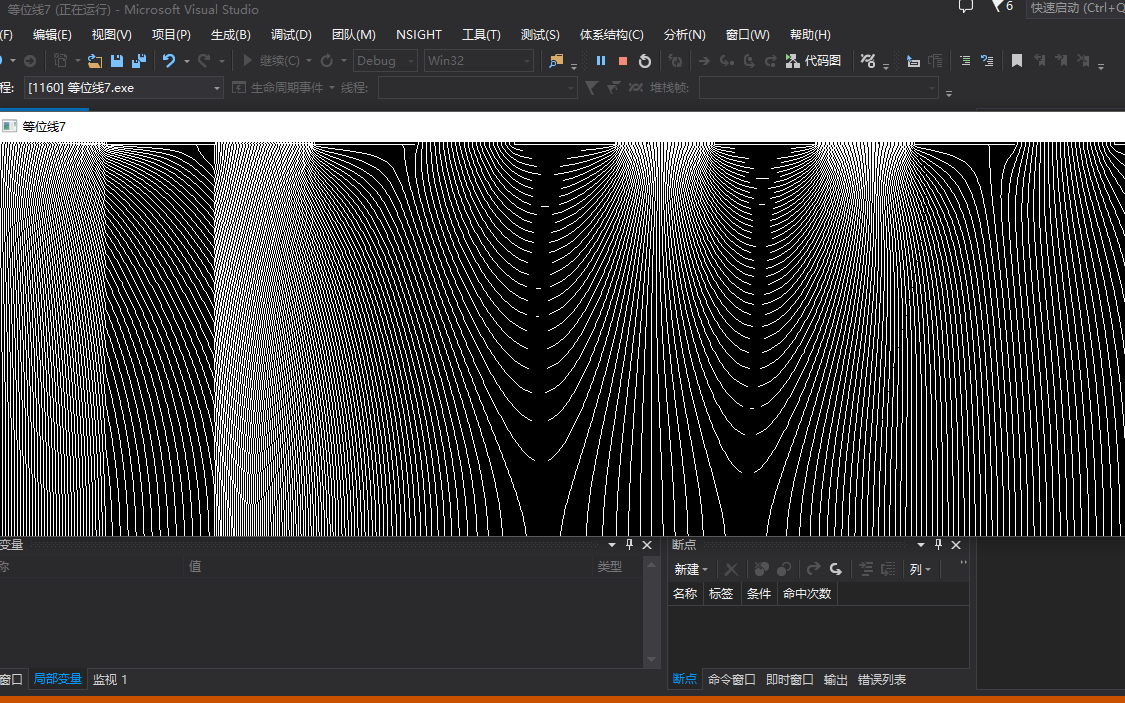 等位线7 (正在运行) - Microsoft Visual Studio
6
快速启动 (Ctrl+Q
(F) 编辑(E) 视图(V) 项目(P) 生成(B) 调试(D) 团队(M) NSIGHT 工具(T) 测试(S) 体系结构(C) 分析(N) 窗口(W) 帮助(H)
继续(C) Debug Win32 代码图
程: [1160] 等位线7.exe 生命周期事件 线程: 堆栈帧:
等位线7
变量
称 值 类型
窗口 局部变量 监视 1
断点
新建 列
名称 标签 条件 命中次数
断点 命令窗口 即时窗口 输出 错误列表